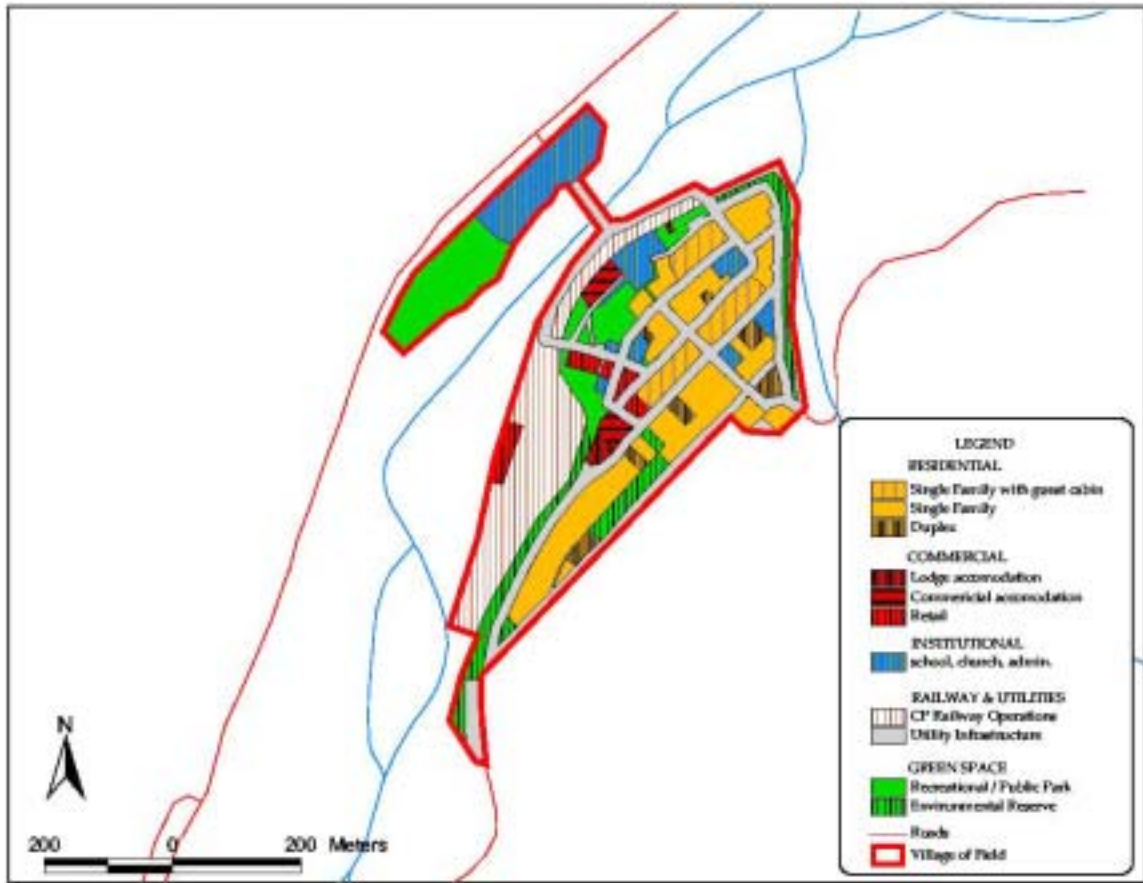 LEGEND
RESIDENTIAL
Single Family with guest cabin
Single Family
Duplex
COMMERCIAL
Lodge accomodation
Commericial accomodation
Retail
INSTITUTIONAL
school, church, admin.
RAILWAY & UTILITIES
CP Railway Operations
Utility Infrastructure
GREEN SPACE
Recreational / Public Park
Environmental Reserve
Roads
Village of Field
N
200 0 200 Meters